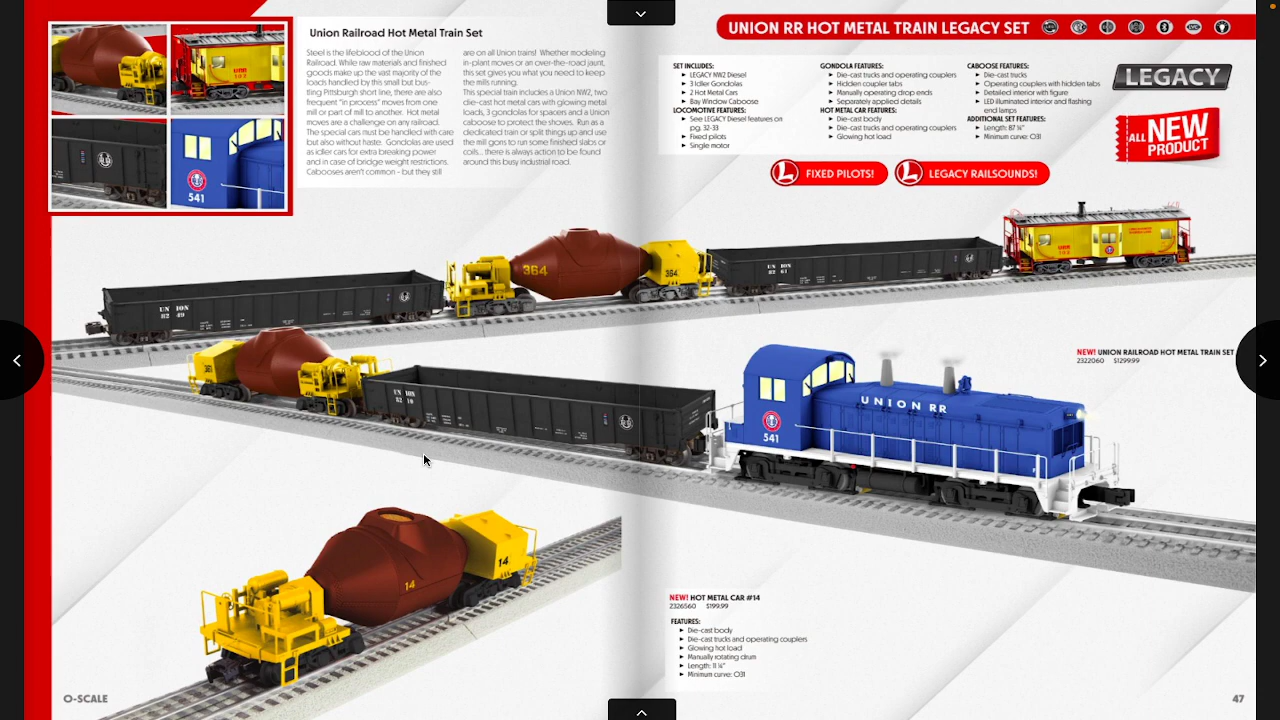 Union Railroad Hot Metal Train Set
Steel is the lifeblood of the Union
Railroad. While raw materials and finished
goods make up the vast majority of the
loads handled by this small but bus-
tling Pittsburgh short line, there are also
frequent "in process" moves from one
mill or part of mill to another. Hot metal
moves are a challenge on any railroad.
The special cars must be handled with care
but also without haste. Gondolas are used
as idler cars for extra breaking power
and in case of bridge weight restrictions.
Cabooses aren't common - but they still
are on all Union trains! Whether modeling
in-plant moves or an over-the-road jaunt,
this set gives you what you need to keep
the mills running.
This special train includes a Union NW2, two
die-cast hot metal cars with glowing metal
loads, 3 gondolas for spacers and a Union
caboose to protect the shoves. Run as a
dedicated train or split things up and use
the mill gons to run some finished slabs or
coils... there is always action to be found
around this busy industrial road.
UNION RR HOT METAL TRAIN LEGACY SET
SET INCLUDES:
► LEGACY NW2 Diesel
► 3 Idler Gondolas
► 2 Hot Metal Cars
► Bay Window Caboose
LOCOMOTIVE FEATURES:
► See LEGACY Diesel features on
pg. 32-33
► Fixed pilots
► Single motor
GONDOLA FEATURES:
► Die-cast trucks and operating couplers
► Hidden coupler tabs
► Manually operating drop ends
► Separately applied details
HOT METAL CAR FEATURES:
► Die-cast body
► Die-cast trucks and operating couplers
► Glowing hot load
CABOOSE FEATURES:
► Die-cast trucks
► Operating couplers with hidden tabs
► Detailed interior with figure
► LED illuminated interior and flashing
end lamps
ADDITIONAL SET FEATURES:
► Length: 87 ¼"
► Minimum curve: O31
LEGACY
ALL NEW
PRODUCT
L FIXED PILOTS!
L LEGACY RAILSOUNDS!
541
364
364
UN ION
UN ION
UN ION
NEW! UNION RAILROAD HOT METAL TRAIN SET
2322060 $1299.99
UNION RR
541
14
14
NEW! HOT METAL CAR #14
2326560 $199.99
FEATURES:
► Die-cast body
► Die-cast trucks and operating couplers
► Glowing hot load
► Manually rotating drum
► Length: 11 ¼"
► Minimum curve: O31
O-SCALE
47